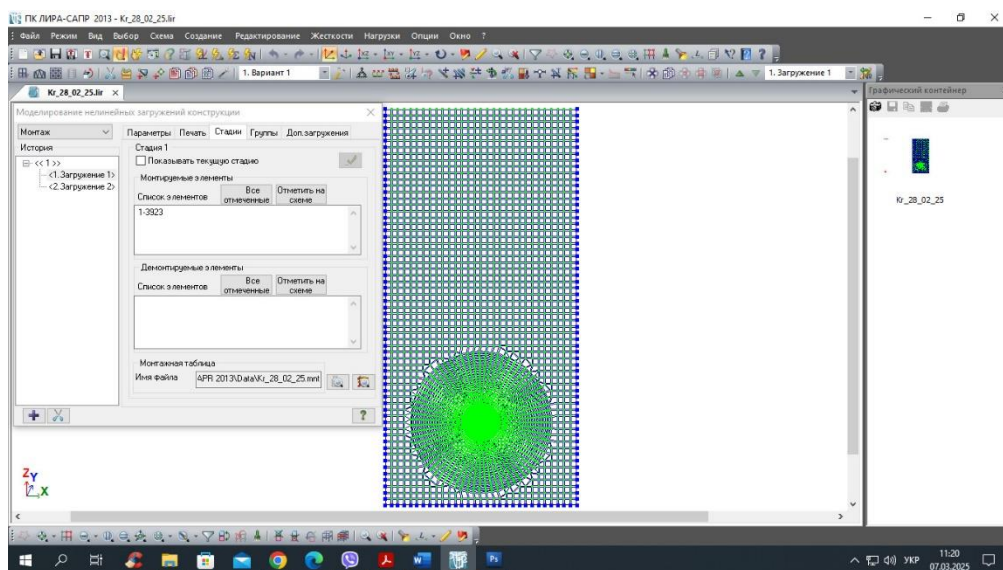 ПК ЛИРА-САПР 2013 - Kr_28_02_25.lir
Файл Режим Вид Выбор Схема Создание Редактирование Жесткости Нагрузки Опции Окно ?
1. Вариант 1
1. Загружение 1
Kr_28_02_25.lir
Графический контейнер
Моделирование нелинейных загружений конструкции
Монтаж
Параметры Печать Стадии Группы Доп.загружения
История
<< 1 >>
<1.Загружение 1>
<2.Загружение 2>
Стадия 1
Показывать текущую стадию
Монтируемые элементы
Список элементов
Все отмеченные
Отметить на схеме
1-3923
Демонтируемые элементы
Список элементов
Все отмеченные
Отметить на схеме
Монтажная таблица
Имя файла
APR 2013\Data\Kr_28_02_25.mnt
Kr_28_02_25
Z
Y
X
УКР
11:20
07.03.2025